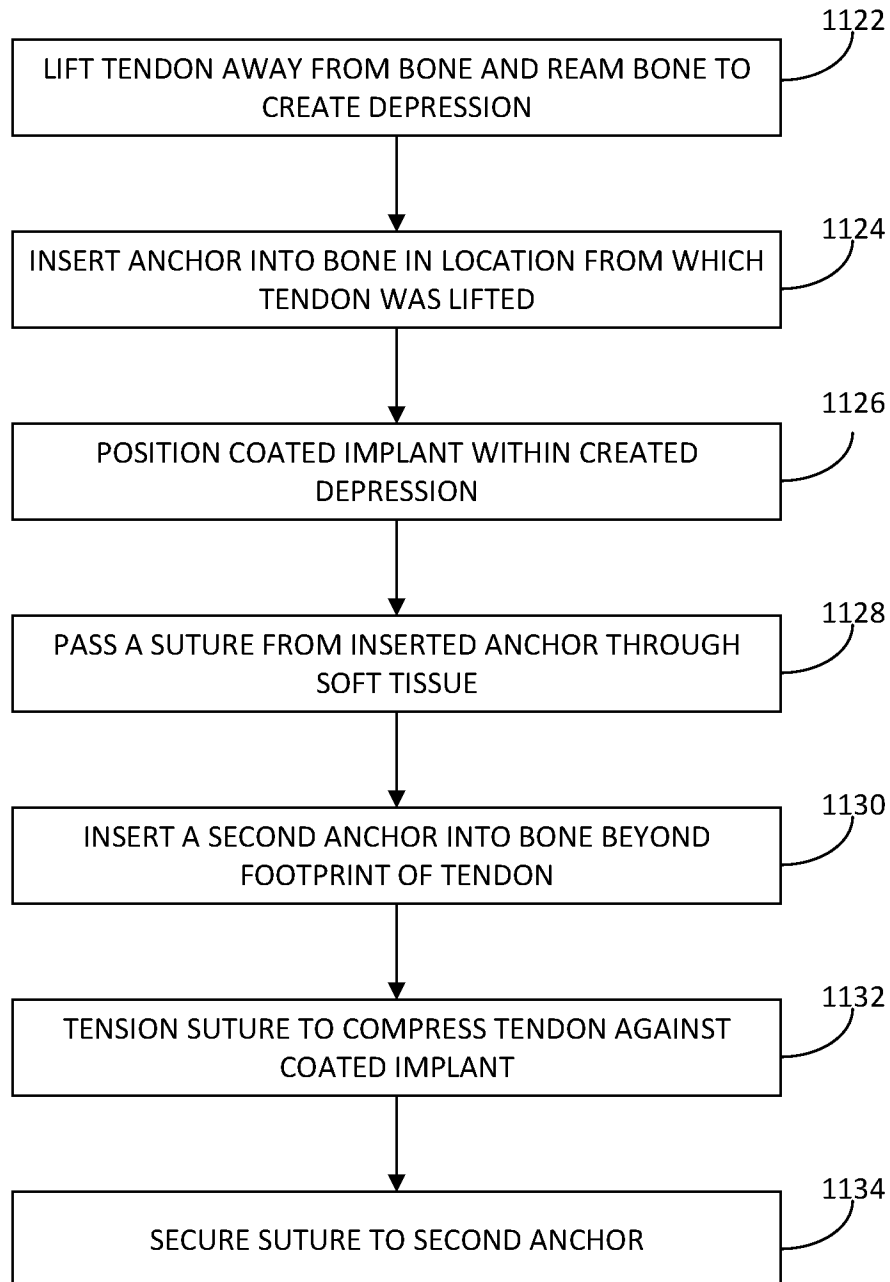 1122
LIFT TENDON AWAY FROM BONE AND REAM BONE TO
CREATE DEPRESSION
1124
INSERT ANCHOR INTO BONE IN LOCATION FROM WHICH
TENDON WAS LIFTED
1126
POSITION COATED IMPLANT WITHIN CREATED
DEPRESSION
1128
PASS A SUTURE FROM INSERTED ANCHOR THROUGH
SOFT TISSUE
1130
INSERT A SECOND ANCHOR INTO BONE BEYOND
FOOTPRINT OF TENDON
1132
TENSION SUTURE TO COMPRESS TENDON AGAINST
COATED IMPLANT
1134
SECURE SUTURE TO SECOND ANCHOR